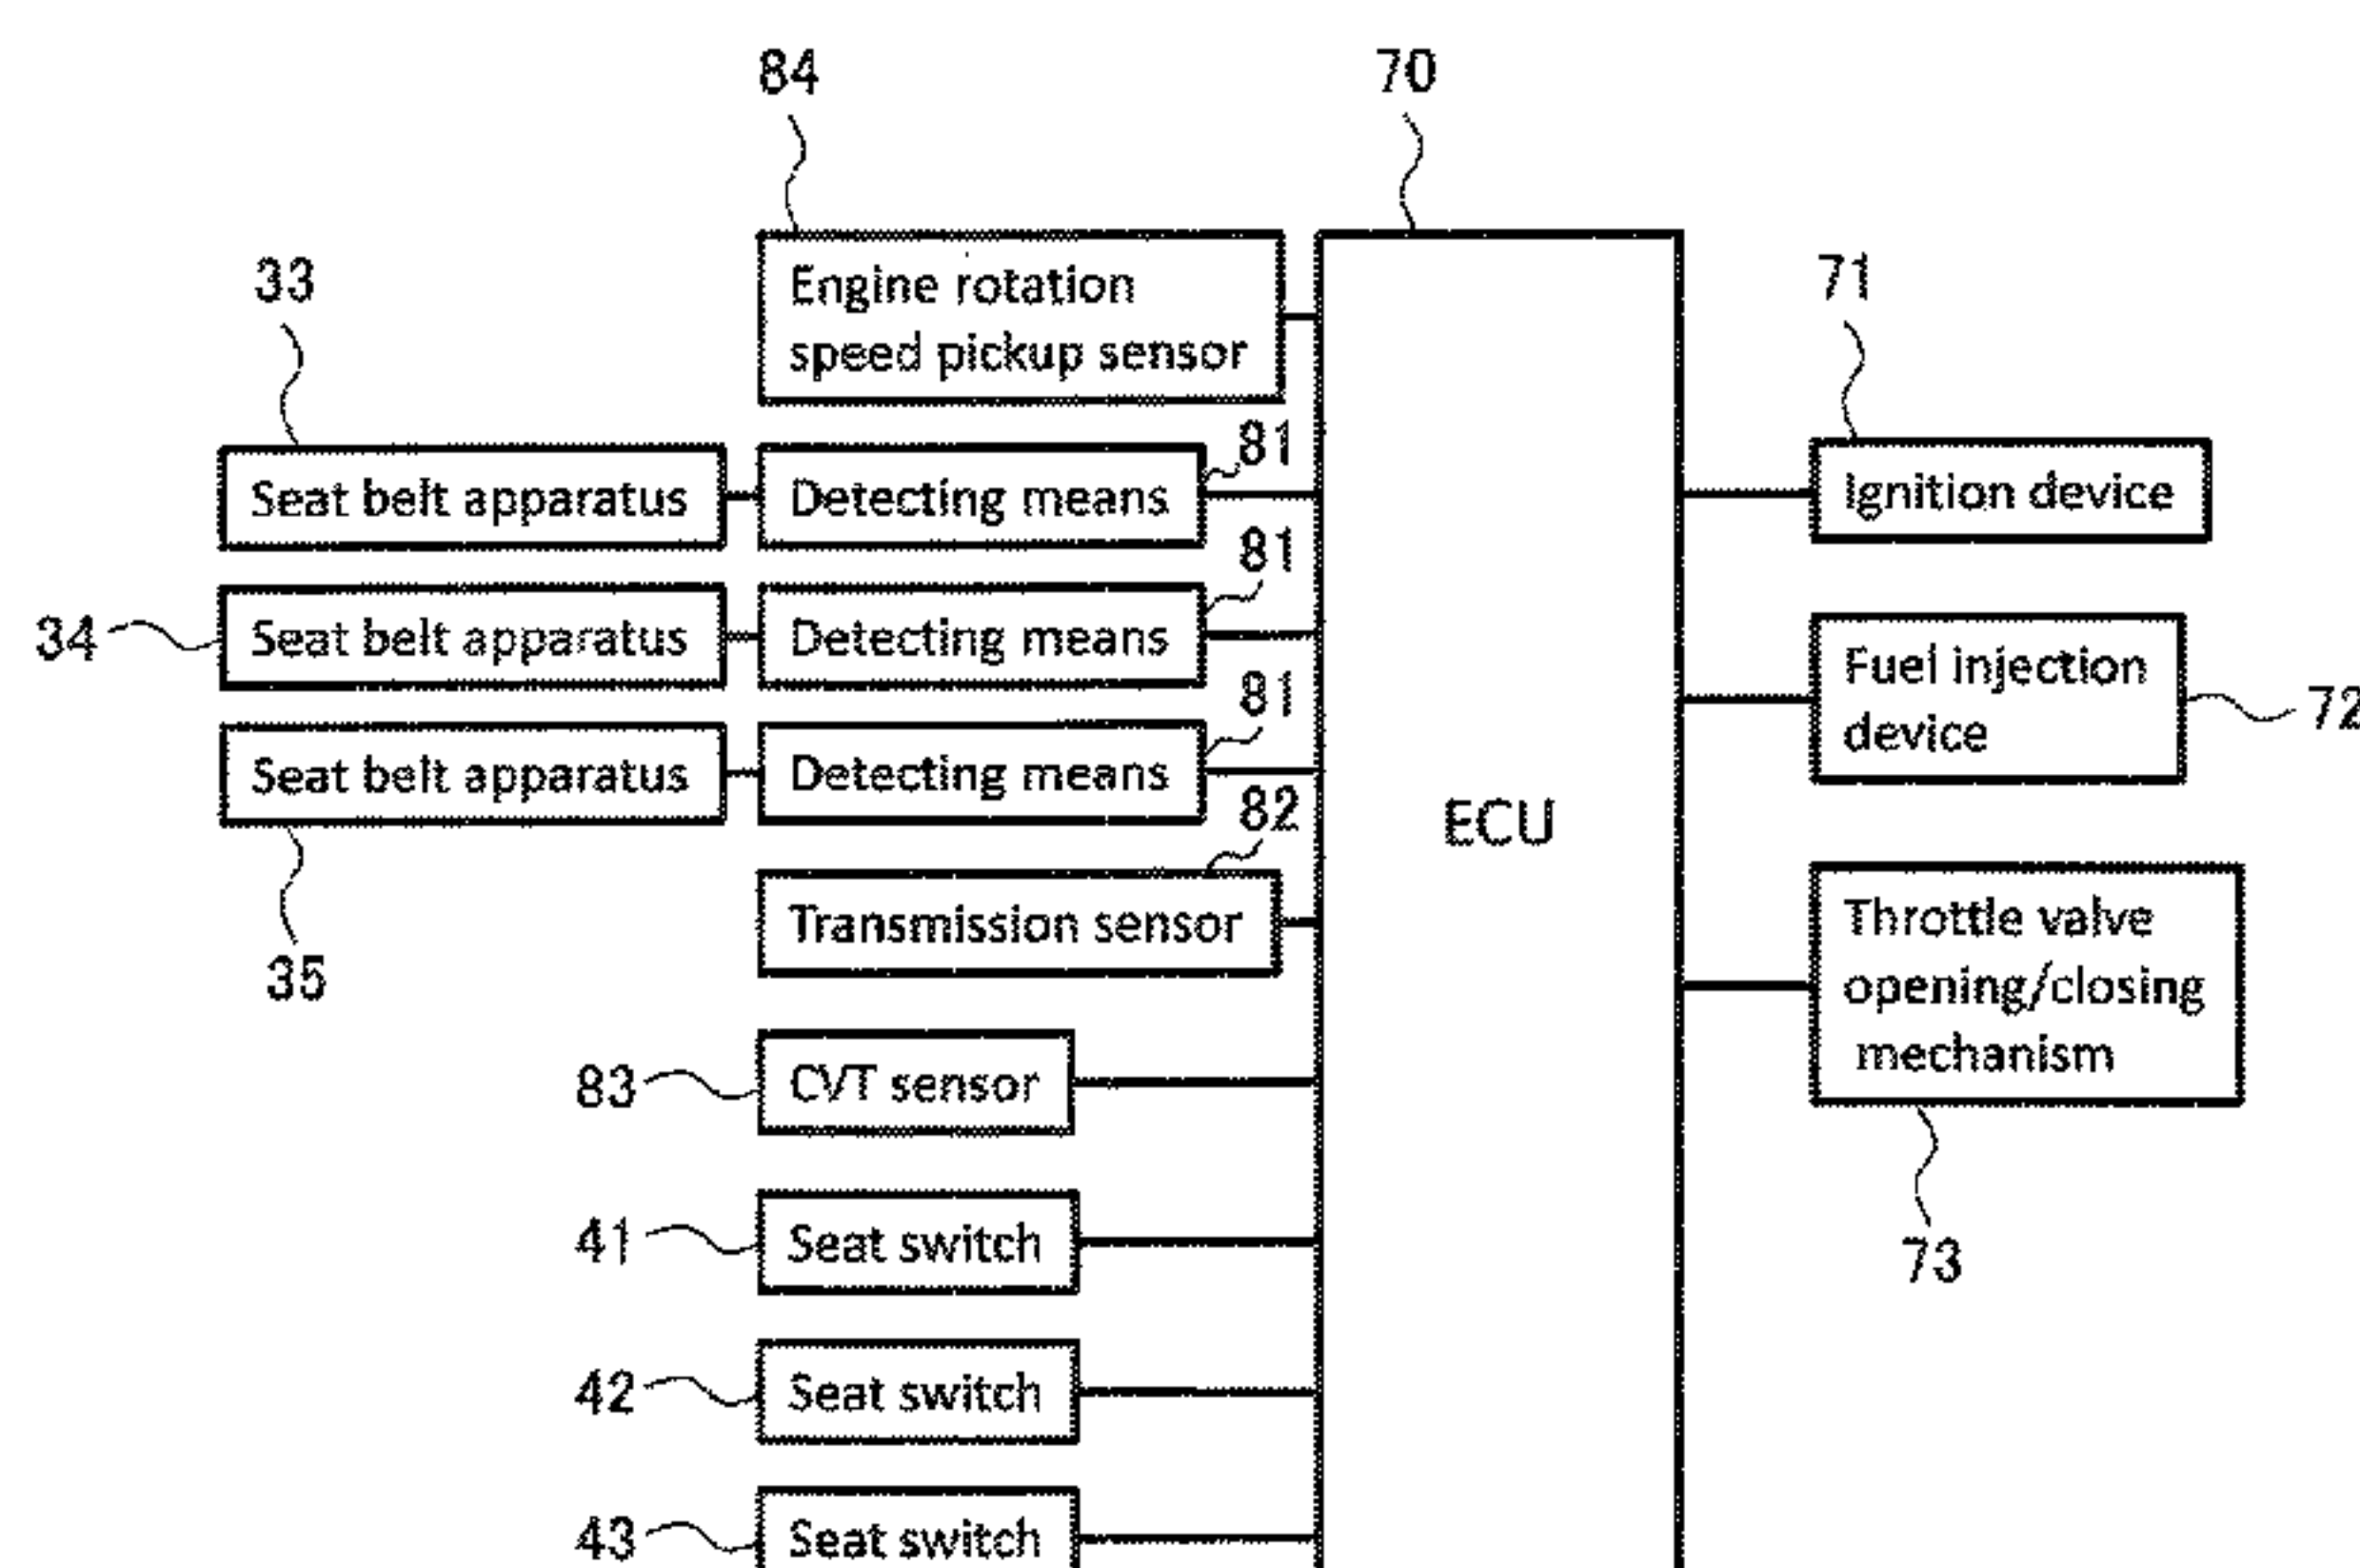 84
70
Engine rotation
speed pickup sensor
33
71
81
Seat belt apparatus
Detecting means
Ignition device
81
34
Seat belt apparatus
Detecting means
Fuel injection
device
72
81
Seat belt apparatus
Detecting means
82
ECU
35
Transmission sensor
Throttle valve
opening/closing
mechanism
83
CVT sensor
73
41
Seat switch
42
Seat switch
43
Seat switch